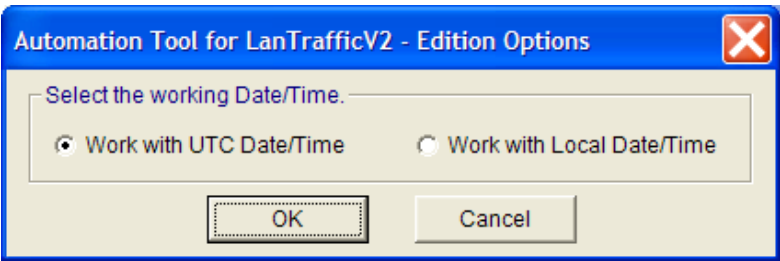 Automation Tool for LanTrafficV2 - Edition Options
Select the working Date/Time.
Work with UTC Date/Time Work with Local Date/Time
OK Cancel